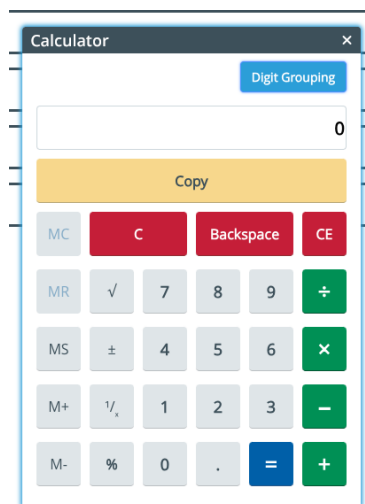 Calculator ×
Digit Grouping
0
Copy
MC C Backspace CE
MR √ 7 8 9 ÷
MS ± 4 5 6 ×
M+ ¹/ₓ 1 2 3 −
M- % 0 . = +